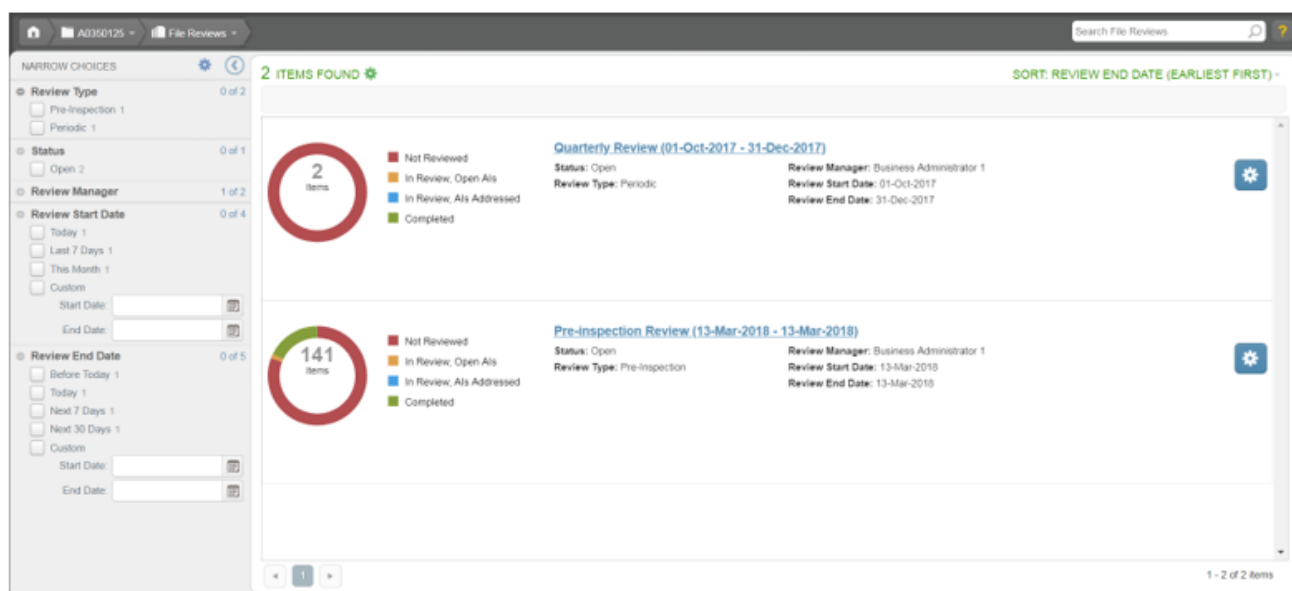 A0350125
File Reviews
Search File Reviews
?
NARROW CHOICES
Review Type 0 of 2
Pre-Inspection 1
Periodic 1
Status 0 of 1
Open 2
Review Manager 1 of 2
Review Start Date 0 of 4
Today 1
Last 7 Days 1
This Month 1
Custom
Start Date:
End Date:
Review End Date 0 of 5
Before Today 1
Today 1
Next 7 Days 1
Next 30 Days 1
Custom
Start Date:
End Date:
2 ITEMS FOUND
SORT: REVIEW END DATE (EARLIEST FIRST)
2
Items
Not Reviewed
In Review, Open AIs
In Review, AIs Addressed
Completed
Quarterly Review (01-Oct-2017 - 31-Dec-2017)
Status: Open
Review Type: Periodic
Review Manager: Business Administrator 1
Review Start Date: 01-Oct-2017
Review End Date: 31-Dec-2017
141
Items
Not Reviewed
In Review, Open AIs
In Review, AIs Addressed
Completed
Pre-inspection Review (13-Mar-2018 - 13-Mar-2018)
Status: Open
Review Type: Pre-Inspection
Review Manager: Business Administrator 1
Review Start Date: 13-Mar-2018
Review End Date: 13-Mar-2018
1
1 - 2 of 2 items